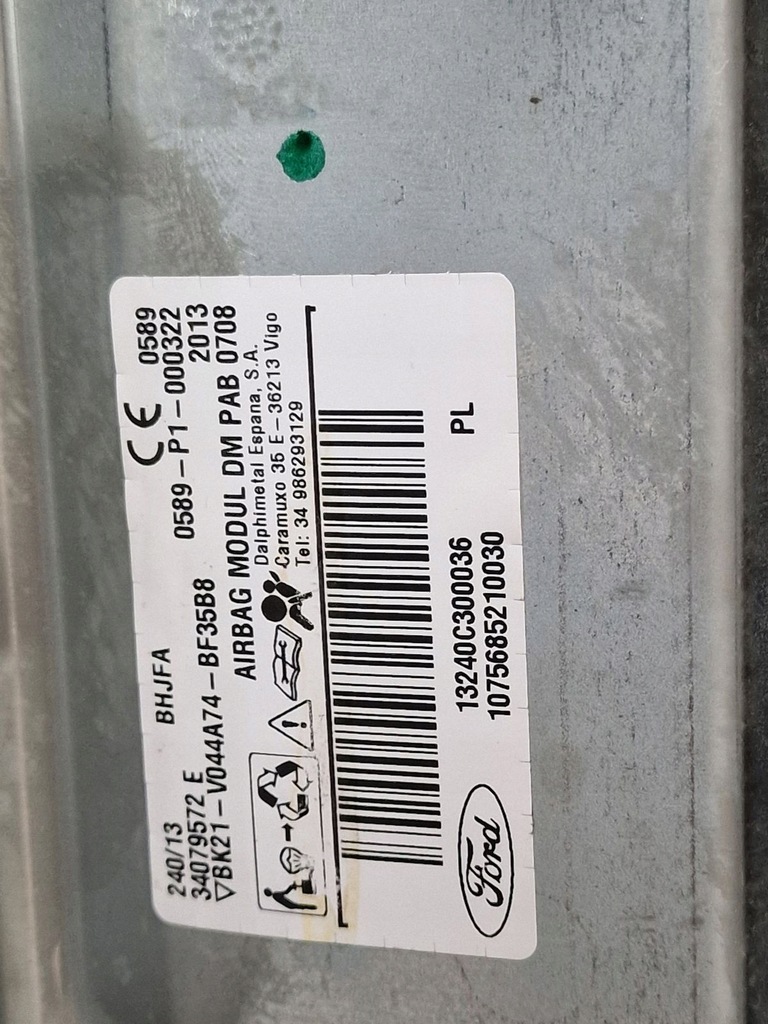 240/13 BHJFA CE 0589
34079572 E 0589-P1-000322
▽BK21-V044A74-BF35B8 2013
AIRBAG MODUL DM PAB 0708
Dalphimetal Espana, S.A.
Caramuxo 35 E-36213 Vigo
Tel: 34 986293129
13240C300036 PL
1075685210030
Ford